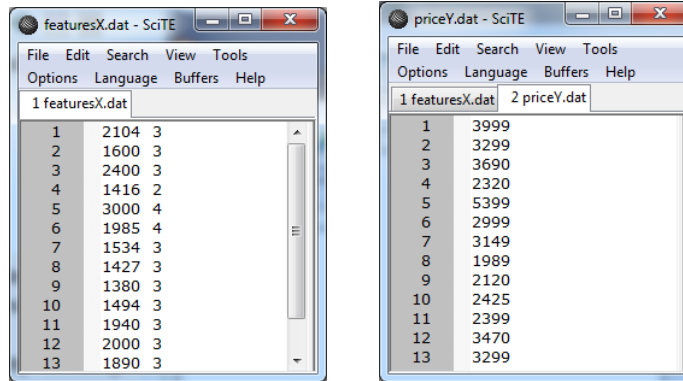 featuresX.dat - SciTE
File Edit Search View Tools
Options Language Buffers Help
1 featuresX.dat
1 2104 3
2 1600 3
3 2400 3
4 1416 2
5 3000 4
6 1985 4
7 1534 3
8 1427 3
9 1380 3
10 1494 3
11 1940 3
12 2000 3
13 1890 3
priceY.dat - SciTE
File Edit Search View Tools
Options Language Buffers Help
1 featuresX.dat 2 priceY.dat
1 3999
2 3299
3 3690
4 2320
5 5399
6 2999
7 3149
8 1989
9 2120
10 2425
11 2399
12 3470
13 3299